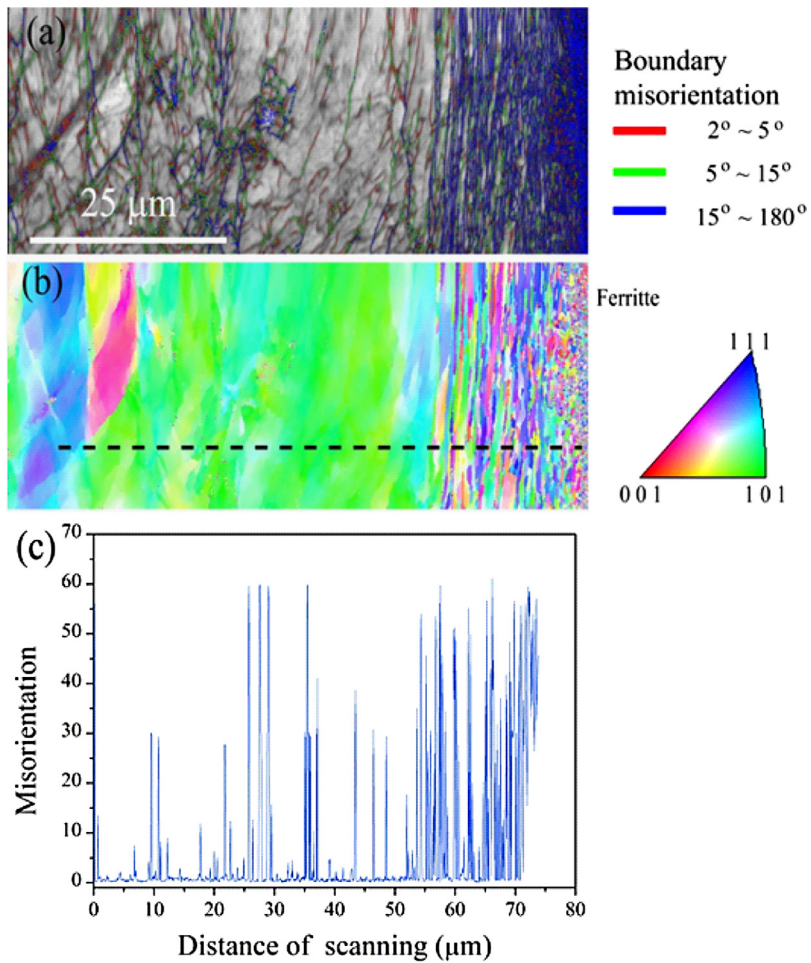 (a)
25 μm
Boundary
misorientation
2° ~ 5°
5° ~ 15°
15° ~ 180°
(b)
Ferritte
1 1 1
0 0 1
1 0 1
(c)
70
60
50
40
30
20
10
0
Misorientation
0 10 20 30 40 50 60 70 80
Distance of scanning (μm)